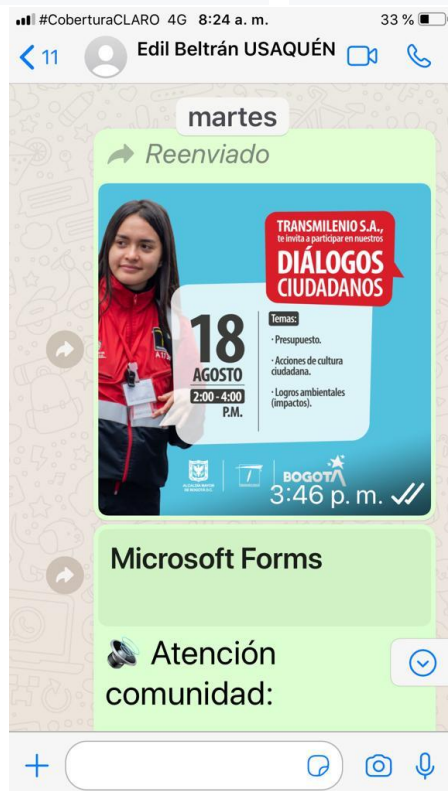 #CoberturaCLARO 4G 8:24 a. m. 33 %
11 Edil Beltrán USAQUÉN
martes
Reenviado
TRANSMILENIO S.A.,
te invita a participar en nuestros
DIÁLOGOS
CIUDADANOS
18
AGOSTO
2:00 - 4:00
P.M.
Temas:
· Presupuesto.
· Acciones de cultura
ciudadana.
· Logros ambientales
(impactos).
BOGOTÁ
3:46 p. m.
Microsoft Forms
🔊 Atención
comunidad: